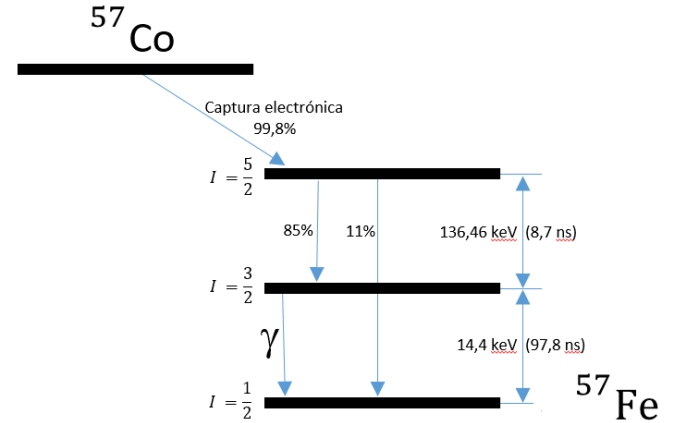 57Co
Captura electrónica
99,8%
I = 5/2
85%
11%
136,46 keV (8,7 ns)
I = 3/2
γ
14,4 keV (97,8 ns)
I = 1/2
57Fe